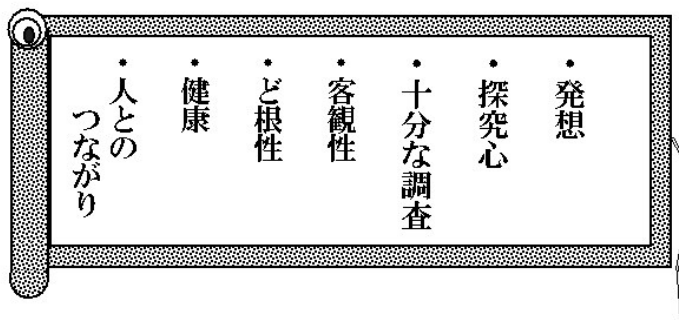 ・発想
・探究心
・十分な調査
・客観性
・ど根性
・健康
・人との
つながり